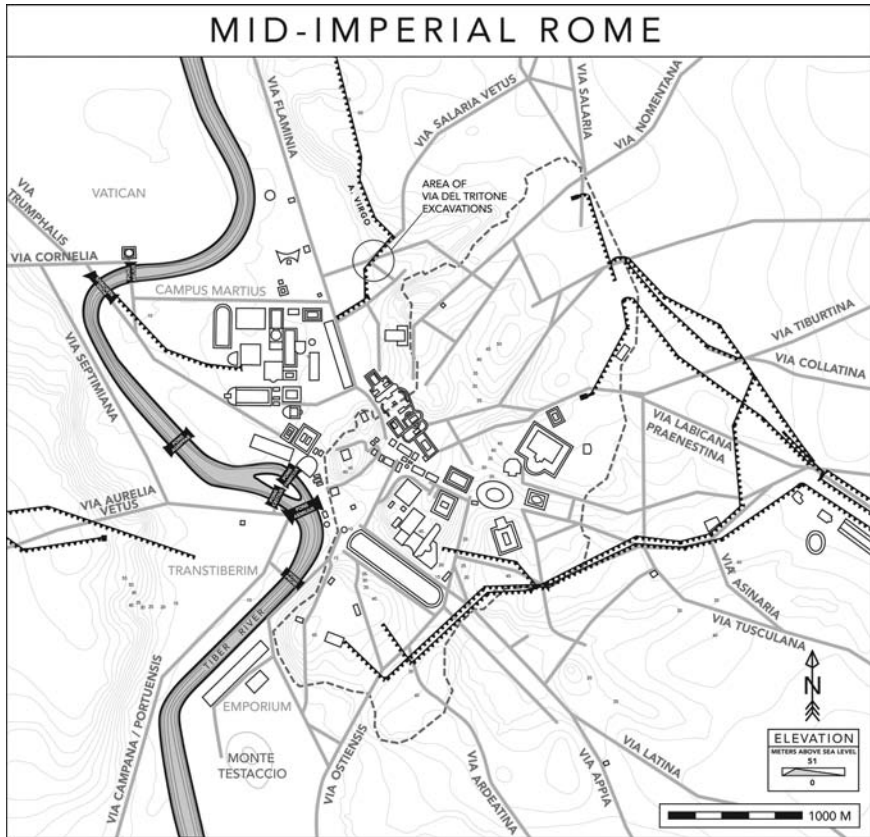 MID-IMPERIAL ROME
VIA FLAMINIA
VIA SALARIA VETUS
VIA
SALARIA
VIA NOMENTANA
VATICAN
VIA
TRIUMPHALIS
A. VIRGO
AREA OF
VIA DEL TRITONE
EXCAVATIONS
VIA CORNELIA
CAMPUS MARTIUS
VIA SEPTIMIANA
VIA TIBURTINA
VIA COLLATINA
VIA LABICANA
PRAENESTINA
VIA AURELIA
VETUS
TRANSTIBERIM
VIA
ASINARIA
VIA TUSCULANA
TIBER RIVER
VIA CAMPANA / PORTUENSIS
EMPORIUM
MONTE
TESTACCIO
VIA OSTIENSIS
VIA ARDEATINA
VIA APPIA
VIA LATINA
N
ELEVATION
METERS ABOVE SEA LEVEL
51
0
1000 M